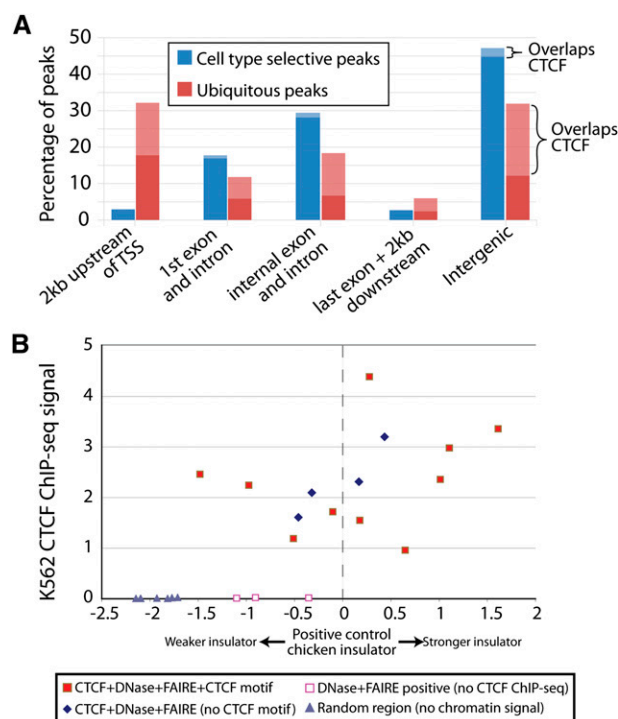 A
Percentage of peaks
50
40
30
20
10
0
Cell type selective peaks
Ubiquitous peaks
Overlaps
CTCF
Overlaps
CTCF
2kb upstream
of TSS
1st exon
and intron
internal exon
and intron
last exon + 2kb
downstream
Intergenic
B
K562 CTCF ChIP-seq signal
5
4
3
2
1
0
-2.5 -2 -1.5 -1 -0.5 0 0.5 1 1.5 2
Weaker insulator
Positive control
chicken insulator
Stronger insulator
CTCF+DNase+FAIRE+CTCF motif
DNase+FAIRE positive (no CTCF ChIP-seq)
CTCF+DNase+FAIRE (no CTCF motif)
Random region (no chromatin signal)